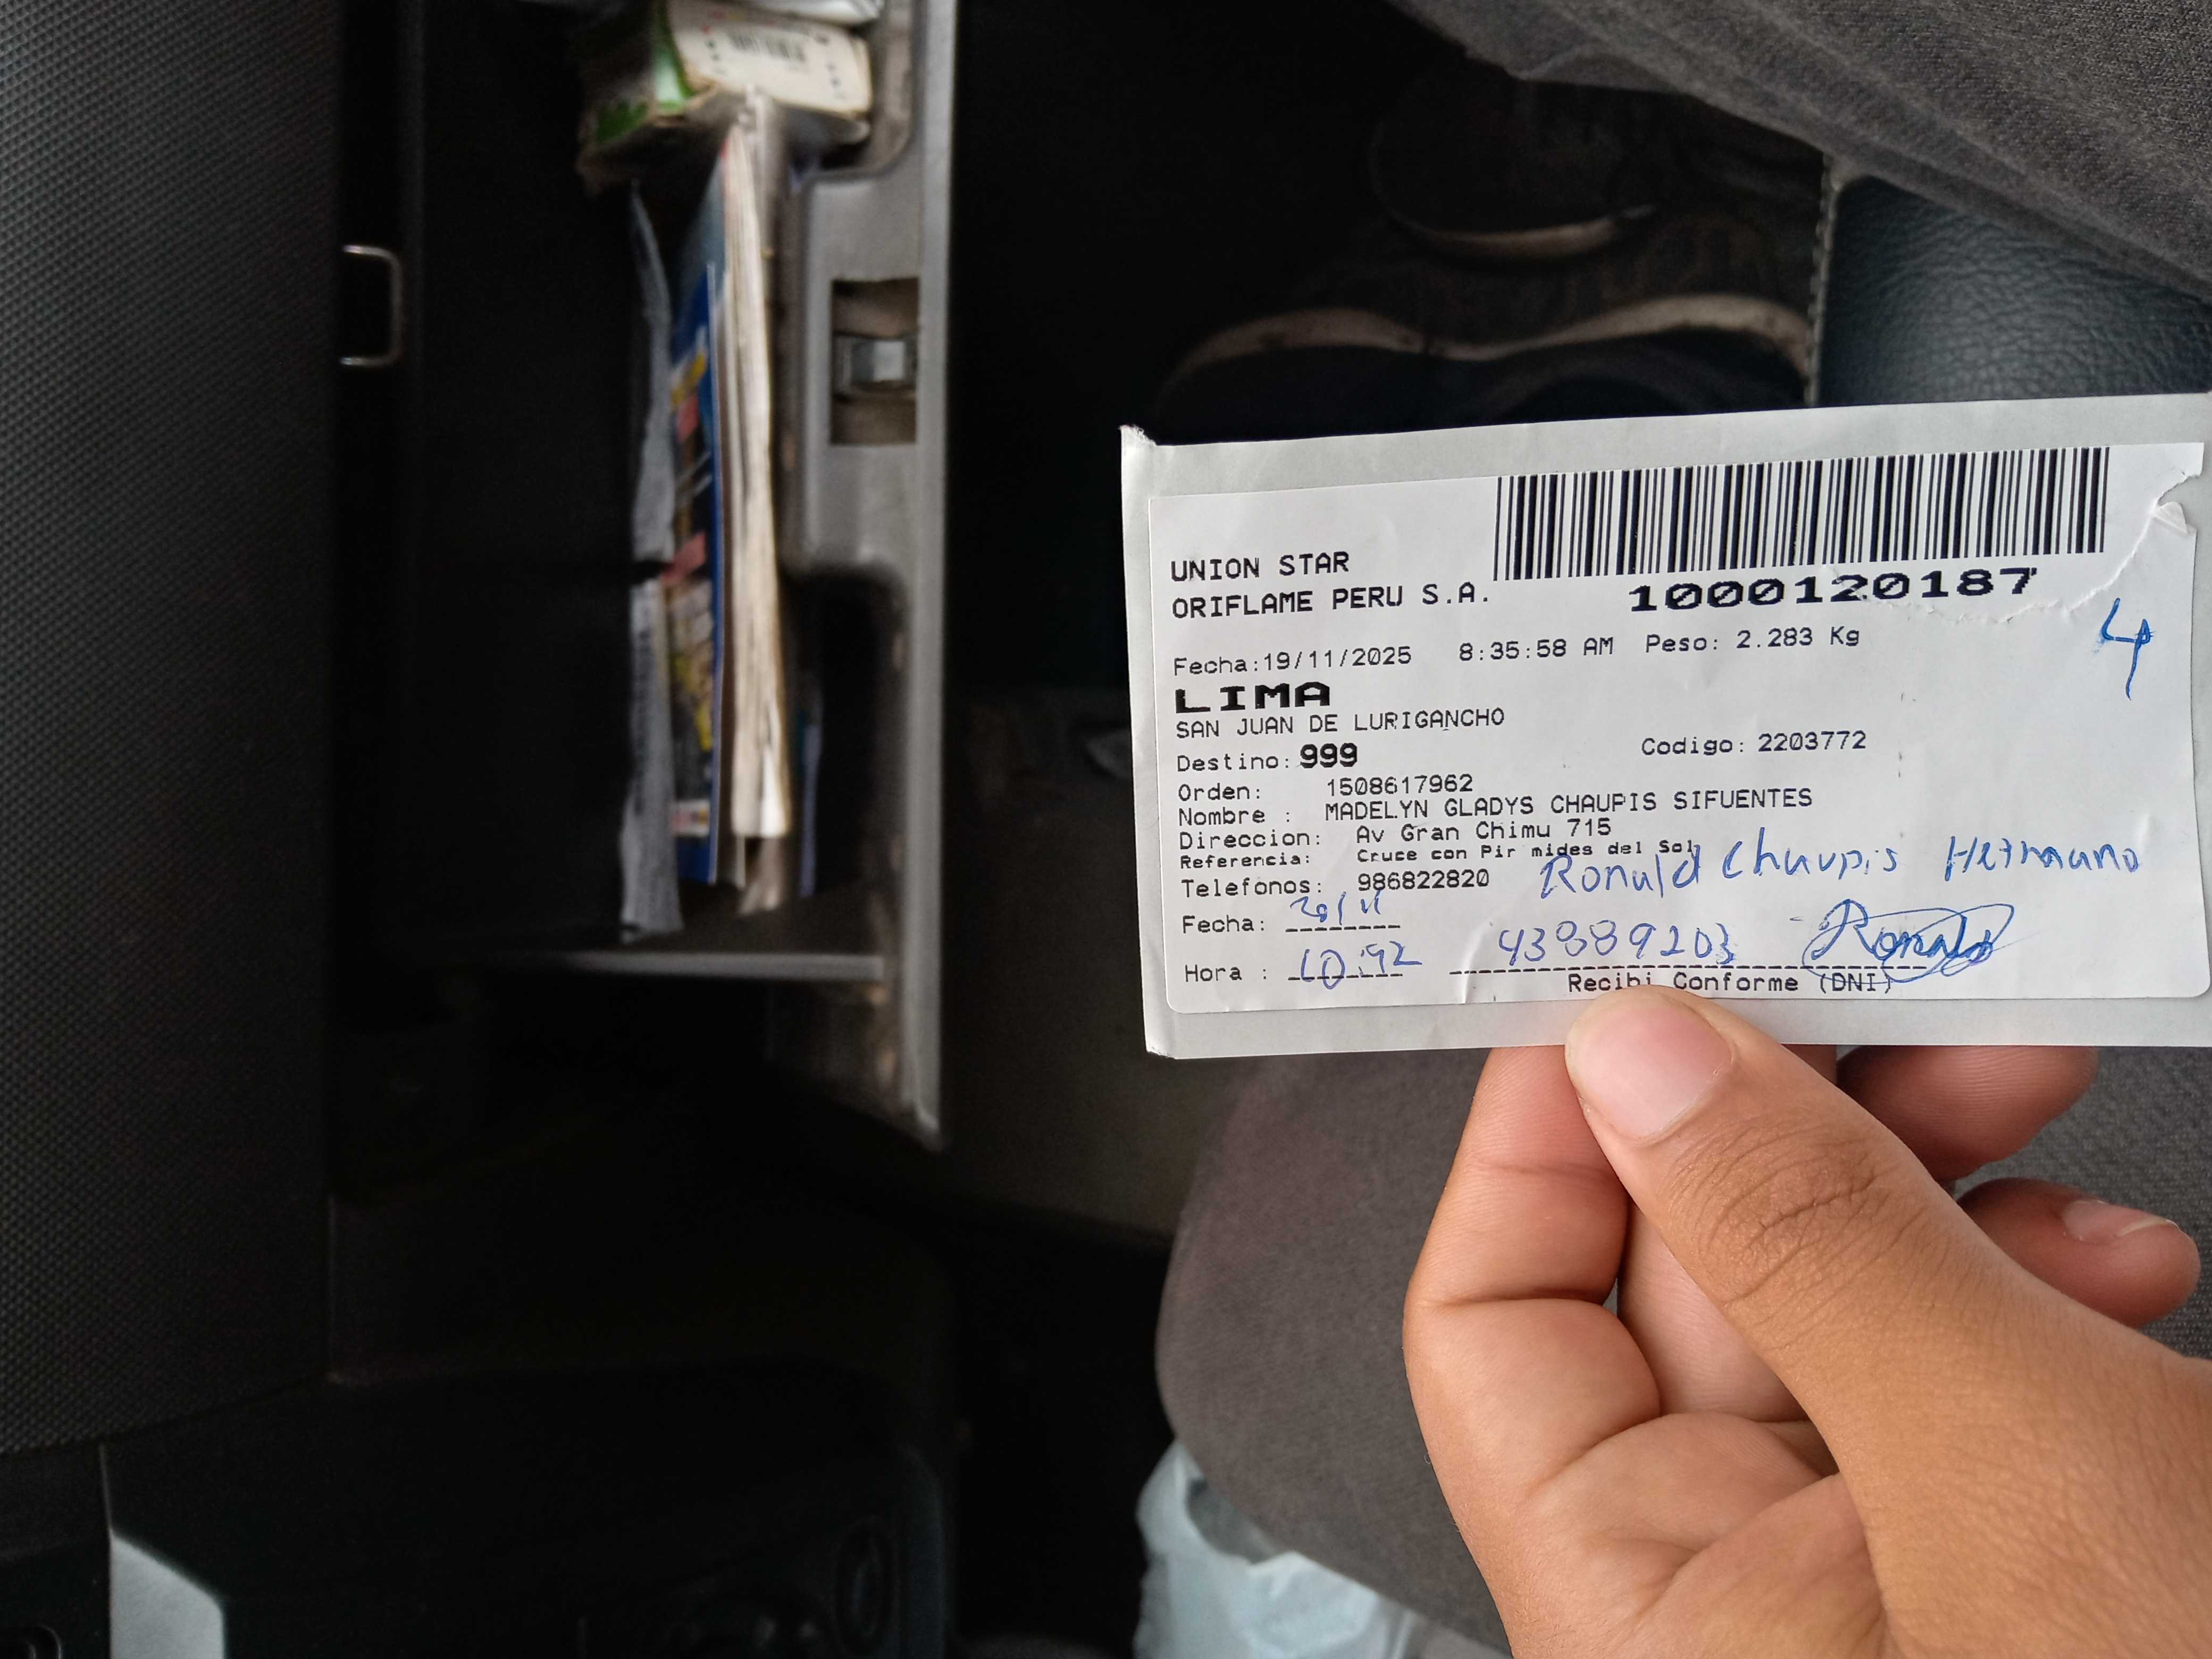 UNION STAR
ORIFLAME PERU S.A.
1000120187
4
Fecha:19/11/2025 8:35:58 AM Peso: 2.283 Kg
LIMA
SAN JUAN DE LURIGANCHO
Destino: 999 Codigo: 2203772
Orden: 1508617962
Nombre : MADELYN GLADYS CHAUPIS SIFUENTES
Direccion: Av Gran Chimu 715
Referencia: Cruce con Pir mides del Sol
Telefonos: 986822820 Ronald Chaupis Hermano
Fecha: 20/11
Hora : 10:42 43889203 Ronald
Recibi Conforme (DNI)